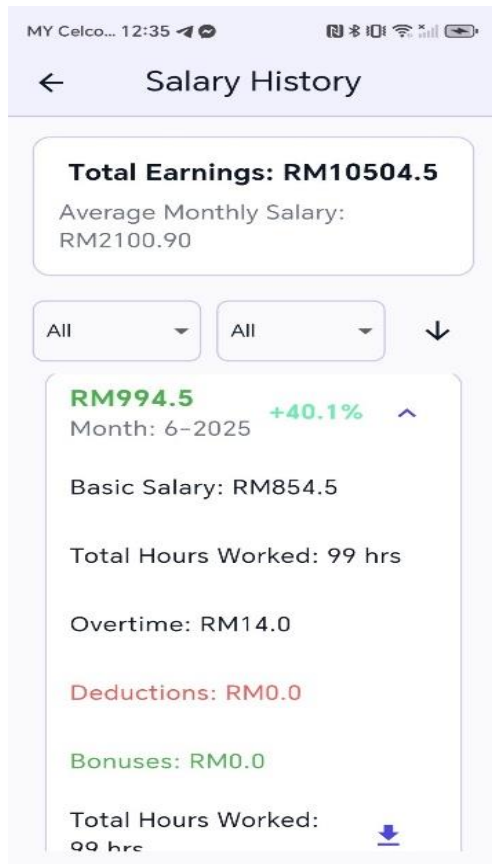 MY Celco... 12:35
Salary History
Total Earnings: RM10504.5
Average Monthly Salary:
RM2100.90
All All
RM994.5
+40.1%
Month: 6-2025
Basic Salary: RM854.5
Total Hours Worked: 99 hrs
Overtime: RM14.0
Deductions: RM0.0
Bonuses: RM0.0
Total Hours Worked:
99 hrs